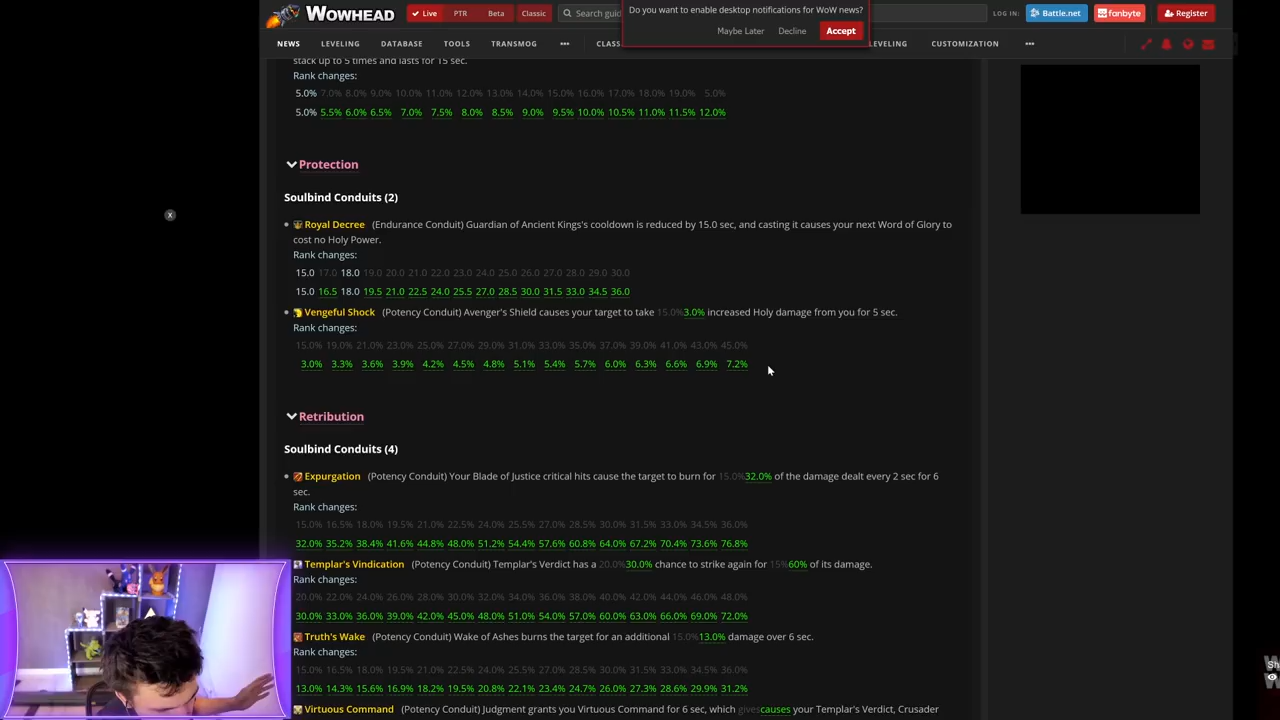 WOWHEAD
Live PTR Beta Classic
Search guid
Do you want to enable desktop notifications for WoW news?
Maybe Later Decline Accept
LOG IN: Battle.net fanbyte Register
NEWS LEVELING DATABASE TOOLS TRANSMOG ••• CLASS LEVELING CUSTOMIZATION •••
stack up to 5 times and lasts for 15 sec.
Rank changes:
5.0% 7.0% 8.0% 9.0% 10.0% 11.0% 12.0% 13.0% 14.0% 15.0% 16.0% 17.0% 18.0% 19.0% 5.0%
5.0% 5.5% 6.0% 6.5% 7.0% 7.5% 8.0% 8.5% 9.0% 9.5% 10.0% 10.5% 11.0% 11.5% 12.0%
Protection
Soulbind Conduits (2)
• Royal Decree (Endurance Conduit) Guardian of Ancient Kings's cooldown is reduced by 15.0 sec, and casting it causes your next Word of Glory to
cost no Holy Power.
Rank changes:
15.0 17.0 18.0 19.0 20.0 21.0 22.0 23.0 24.0 25.0 26.0 27.0 28.0 29.0 30.0
15.0 16.5 18.0 19.5 21.0 22.5 24.0 25.5 27.0 28.5 30.0 31.5 33.0 34.5 36.0
• Vengeful Shock (Potency Conduit) Avenger's Shield causes your target to take 15.0%3.0% increased Holy damage from you for 5 sec.
Rank changes:
15.0% 19.0% 21.0% 23.0% 25.0% 27.0% 29.0% 31.0% 33.0% 35.0% 37.0% 39.0% 41.0% 43.0% 45.0%
3.0% 3.3% 3.6% 3.9% 4.2% 4.5% 4.8% 5.1% 5.4% 5.7% 6.0% 6.3% 6.6% 6.9% 7.2%
Retribution
Soulbind Conduits (4)
• Expurgation (Potency Conduit) Your Blade of Justice critical hits cause the target to burn for 15.0%32.0% of the damage dealt every 2 sec for 6
sec.
Rank changes:
15.0% 16.5% 18.0% 19.5% 21.0% 22.5% 24.0% 25.5% 27.0% 28.5% 30.0% 31.5% 33.0% 34.5% 36.0%
32.0% 35.2% 38.4% 41.6% 44.8% 48.0% 51.2% 54.4% 57.6% 60.8% 64.0% 67.2% 70.4% 73.6% 76.8%
Templar's Vindication (Potency Conduit) Templar's Verdict has a 20.0%30.0% chance to strike again for 15%60% of its damage.
Rank changes:
20.0% 22.0% 24.0% 26.0% 28.0% 30.0% 32.0% 34.0% 36.0% 38.0% 40.0% 42.0% 44.0% 46.0% 48.0%
30.0% 33.0% 36.0% 39.0% 42.0% 45.0% 48.0% 51.0% 54.0% 57.0% 60.0% 63.0% 66.0% 69.0% 72.0%
Truth's Wake (Potency Conduit) Wake of Ashes burns the target for an additional 15.0%13.0% damage over 6 sec.
Rank changes:
15.0% 16.5% 18.0% 19.5% 21.0% 22.5% 24.0% 25.5% 27.0% 28.5% 30.0% 31.5% 33.0% 34.5% 36.0%
13.0% 14.3% 15.6% 16.9% 18.2% 19.5% 20.8% 22.1% 23.4% 24.7% 26.0% 27.3% 28.6% 29.9% 31.2%
Virtuous Command (Potency Conduit) Judgment grants you Virtuous Command for 6 sec, which givescauses your Templar's Verdict, Crusader